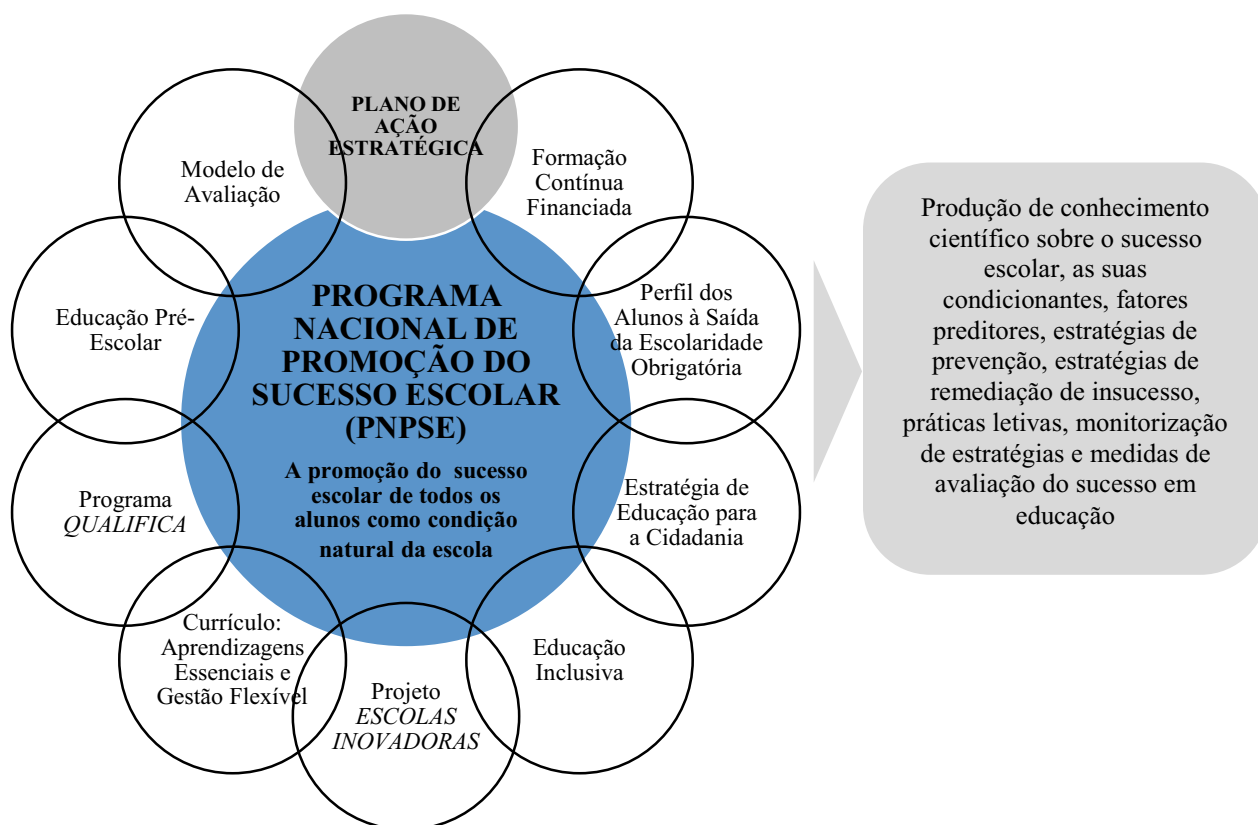 PLANO DE
AÇÃO
ESTRATÉGICA
Formação
Contínua
Financiada
Perfil dos
Alunos à Saída
da Escolaridade
Obrigatória
Estratégia de
Educação para
a Cidadania
Educação
Inclusiva
Projeto
ESCOLAS
INOVADORAS
Currículo:
Aprendizagens
Essenciais e
Gestão Flexível
Programa
QUALIFICA
Educação Pré-
Escolar
Modelo de
Avaliação
PROGRAMA
NACIONAL DE
PROMOÇÃO DO
SUCESSO ESCOLAR
(PNPSE)
A promoção do sucesso
escolar de todos os
alunos como condição
natural da escola
Produção de conhecimento
científico sobre o sucesso
escolar, as suas
condicionantes, fatores
preditores, estratégias de
prevenção, estratégias de
remediação de insucesso,
práticas letivas, monitorização
de estratégias e medidas de
avaliação do sucesso em
educação